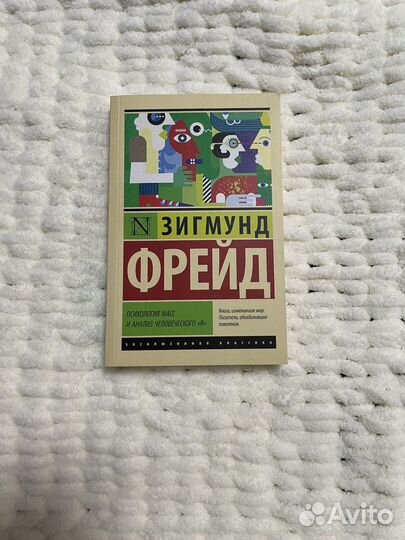 N ЗИГМУНД
ФРЕЙД
ПСИХОЛОГИЯ МАСС
И АНАЛИЗ ЧЕЛОВЕЧЕСКОГО «Я»
Книги, изменившие мир.
Писатели, объединившие
поколения.
ЭКСКЛЮЗИВНАЯ КЛАССИКА
Avito